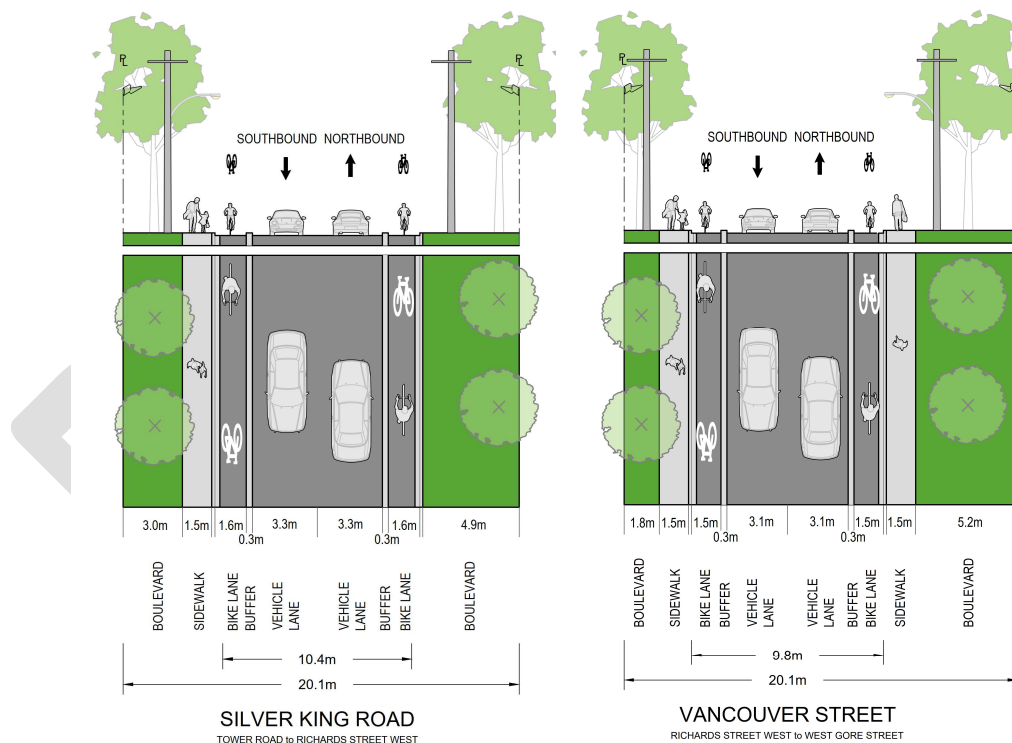 PL
PL
SOUTHBOUND NORTHBOUND
3.0m 1.5m 1.6m 3.3m 3.3m 1.6m 4.9m
0.3m 0.3m
BOULEVARD
SIDEWALK
BIKE LANE
BUFFER
VEHICLE
LANE
VEHICLE
LANE
BUFFER
BIKE LANE
BOULEVARD
10.4m
20.1m
SILVER KING ROAD
TOWER ROAD to RICHARDS STREET WEST
PL
SOUTHBOUND NORTHBOUND
1.8m 1.5m 1.5m 3.1m 3.1m 1.5m 1.5m 5.2m
0.3m 0.3m
BOULEVARD
SIDEWALK
BIKE LANE
BUFFER
VEHICLE
LANE
VEHICLE
LANE
BUFFER
BIKE LANE
SIDEWALK
BOULEVARD
9.8m
20.1m
VANCOUVER STREET
RICHARDS STREET WEST to WEST GORE STREET